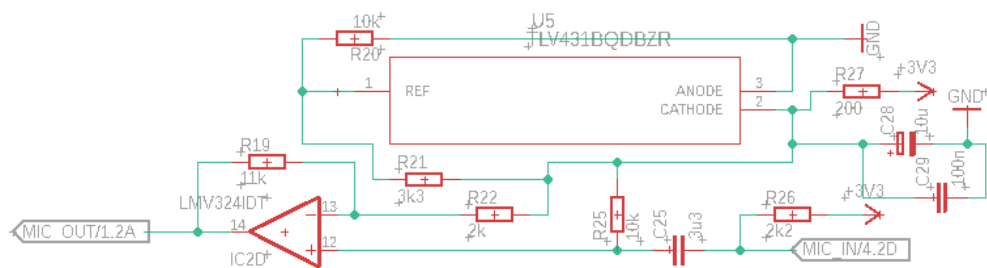 U5
10k
TLV431BQDBZR
R20
GND
1
REF
ANODE
3
CATHODE
2
R27
+3V3
200
GND
C28
10u
R19
11k
R21
3k3
C29
100n
LMV324IDT
13
R22
2k
R25
10k
C25
3u3
R26
2k2
+3V3
MIC_OUT/1.2A
14
12
MIC_IN/4.2D
IC2D